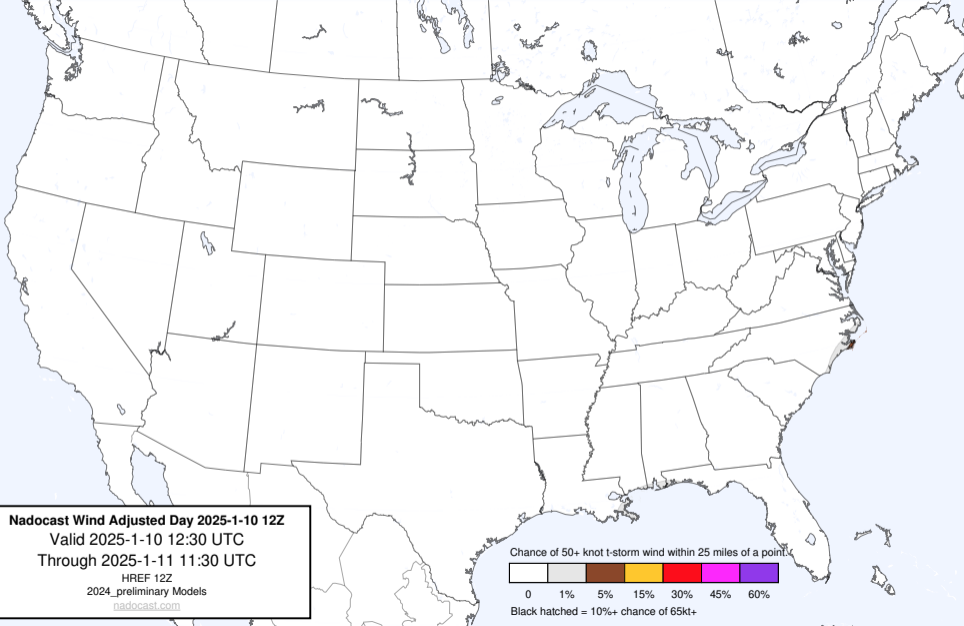 Nadocast Wind Adjusted Day 2025-1-10 12Z
Valid 2025-1-10 12:30 UTC
Through 2025-1-11 11:30 UTC
HREF 12Z
2024_preliminary Models
nadocast.com
Chance of 50+ knot t-storm wind within 25 miles of a point.
0 1% 5% 15% 30% 45% 60%
Black hatched = 10%+ chance of 65kt+